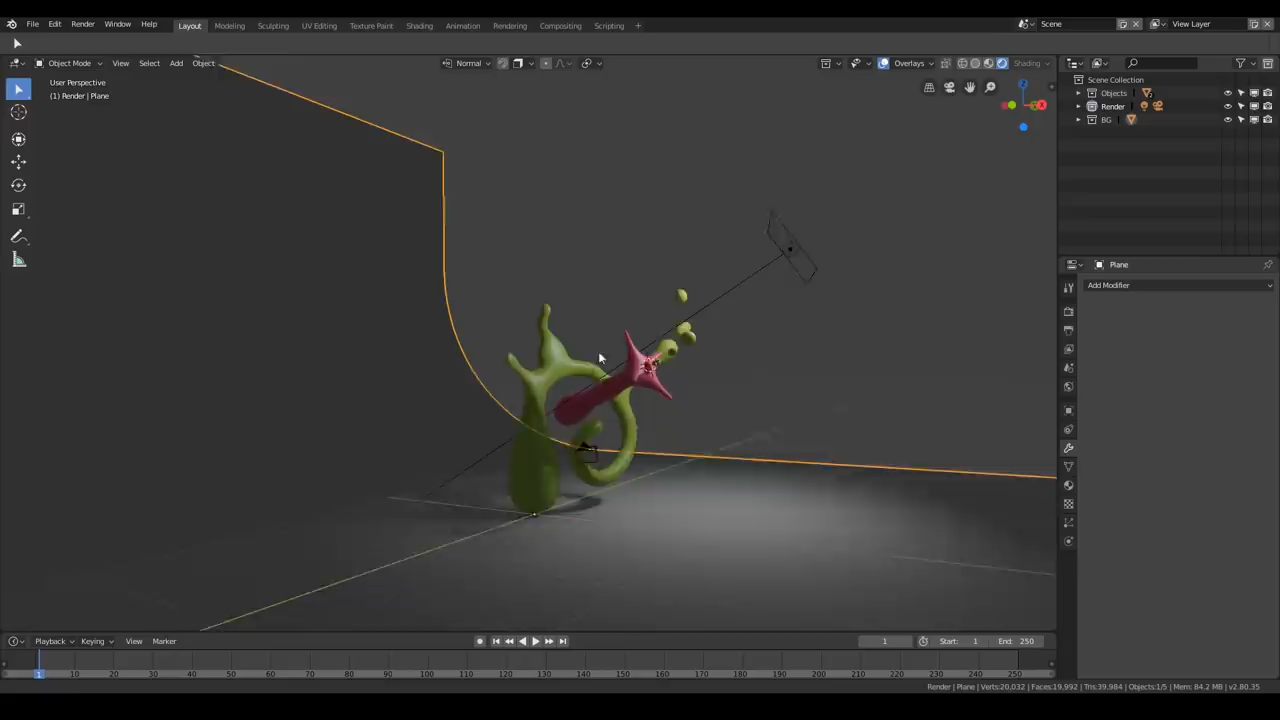 File Edit Render Window Help Layout Modeling Sculpting UV Editing Texture Paint Shading Animation Rendering Compositing Scripting + Scene View Layer
Object Mode View Select Add Object Normal Overlays Shading
User Perspective
(1) Render | Plane
Scene Collection
Objects
Render
BG
Plane
Add Modifier
Playback Keying View Marker 1 Start: 1 End: 250
1 10 20 30 40 50 60 70 80 90 100 110 120 130 140 150 160 170 180 190 200 210 220 230 240 250
Render | Plane | Verts:20,032 | Faces:19,992 | Tris:39,984 | Objects:1/5 | Mem: 84.2 MB | v2.80.35